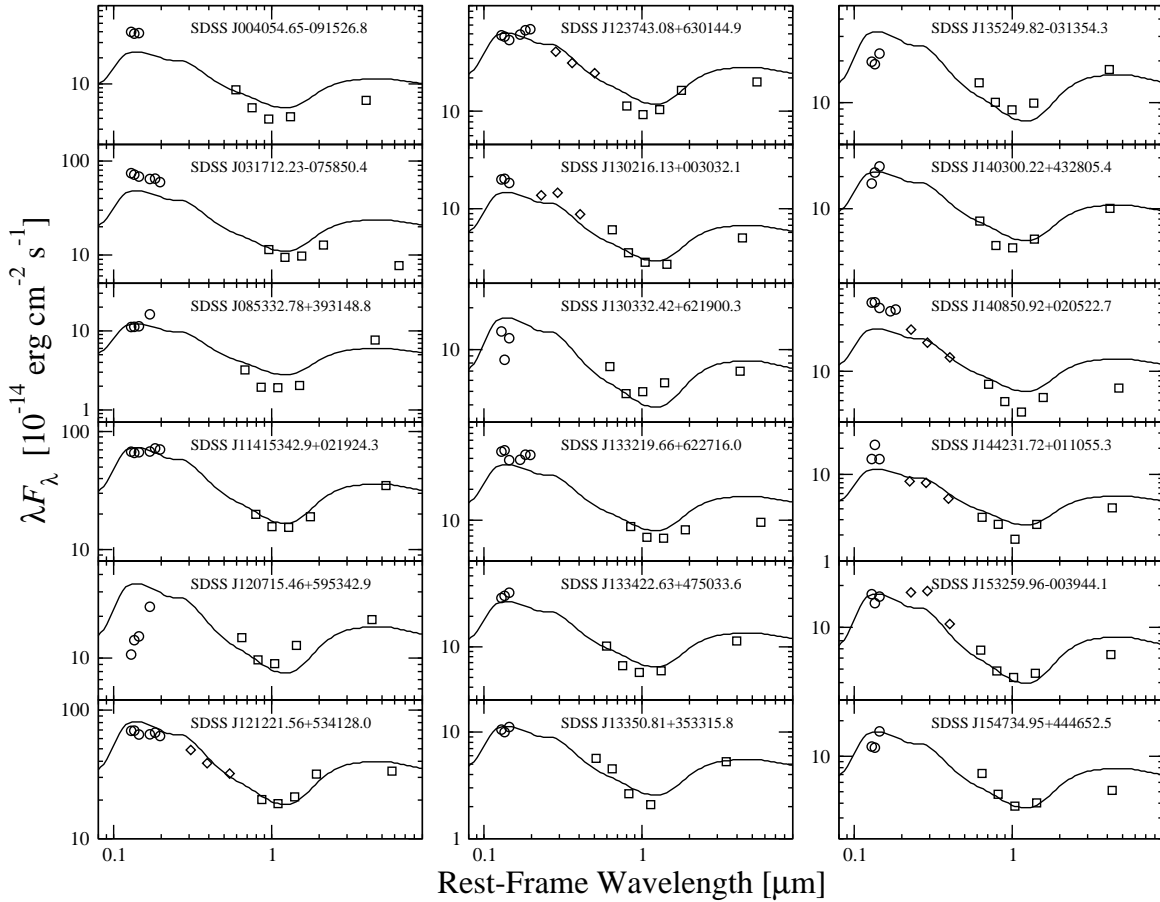 SDSS J004054.65-091526.8
SDSS J123743.08+630144.9
SDSS J135249.82-031354.3
10
10
10
SDSS J031712.23-075850.4
SDSS J130216.13+003032.1
SDSS J140300.22+432805.4
100
10
10
10
SDSS J085332.78+393148.8
SDSS J130332.42+621900.3
SDSS J140850.92+020522.7
10
1
10
10
SDSS J11415342.9+021924.3
SDSS J133219.66+622716.0
SDSS J144231.72+011055.3
100
10
10
10
1
SDSS J120715.46+595342.9
SDSS J133422.63+475033.6
SDSS J153259.96-003944.1
10
10
10
SDSS J121221.56+534128.0
SDSS J13350.81+353315.8
SDSS J154734.95+444652.5
100
10
10
1
10
0.1 1
0.1 1
0.1 1
λFλ [10^-14 erg cm^-2 s^-1]
Rest-Frame Wavelength [μm]